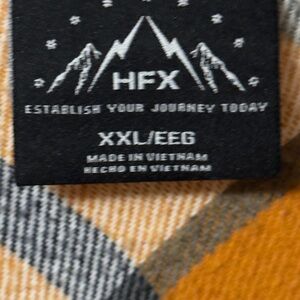 HFX
ESTABLISH YOUR JOURNEY TODAY
XXL/EEG
MADE IN VIETNAM
HECHO EN VIETNAM